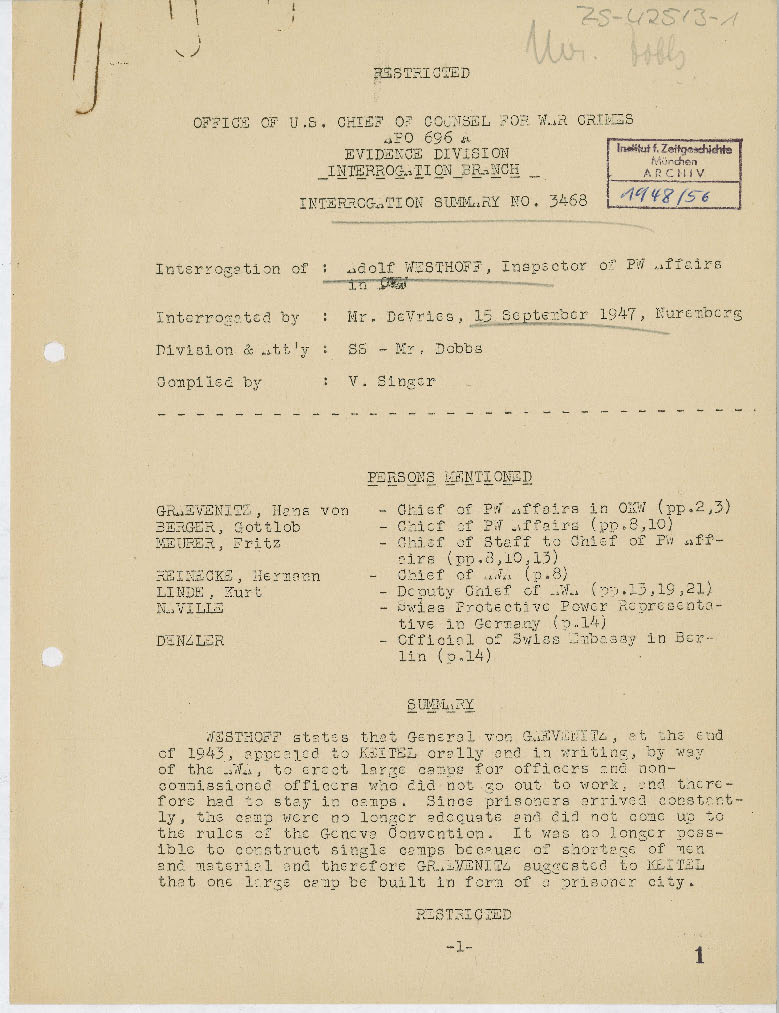 ZS-42513-1
Mr. Dobbs
RESTRICTED
OFFICE OF U.S. CHIEF OF COUNSEL FOR WAR CRIMES
APO 696 A
EVIDENCE DIVISION
INTERROGATION BRANCH
Institut f. Zeitgeschichte
München
ARCHIV
1948/56
INTERROGATION SUMMARY NO. 3468
Interrogation of : Adolf WESTHOFF, Inspector of PW Affairs
in
Interrogated by : Mr. DeVries, 15 September 1947, Nuremberg
Division & Att'y : SS - Mr. Dobbs
Compiled by : V. Singer
PERSONS MENTIONED
GRAEVENITZ, Hans von - Chief of PW Affairs in OKW (pp.2,3)
BERGER, Gottlob - Chief of PW Affairs (pp.8,10)
MEURER, Fritz - Chief of Staff to Chief of PW Aff-
airs (pp.8,10,13)
REINECKE, Hermann - Chief of AWA (p.8)
LINDE, Kurt - Deputy Chief of AWA (pp.13,19,21)
NAVILLE - Swiss Protective Power Representa-
tive in Germany (p.14)
DENZLER - Official of Swiss Embassy in Ber-
lin (p.14)
SUMMARY
WESTHOFF states that General von GRAEVENITZ, at the end
of 1943, appealed to KEITEL orally and in writing, by way
of the AWA, to erect large camps for officers and non-
commissioned officers who did not go out to work, and there-
fore had to stay in camps. Since prisoners arrived constant-
ly, the camp were no longer adequate and did not come up to
the rules of the Geneva Convention. It was no longer poss-
ible to construct single camps because of shortage of men
and material and therefore GRAEVENITZ suggested to KEITEL
that one large camp be built in form of a prisoner city.
RESTRICTED
-1-
1